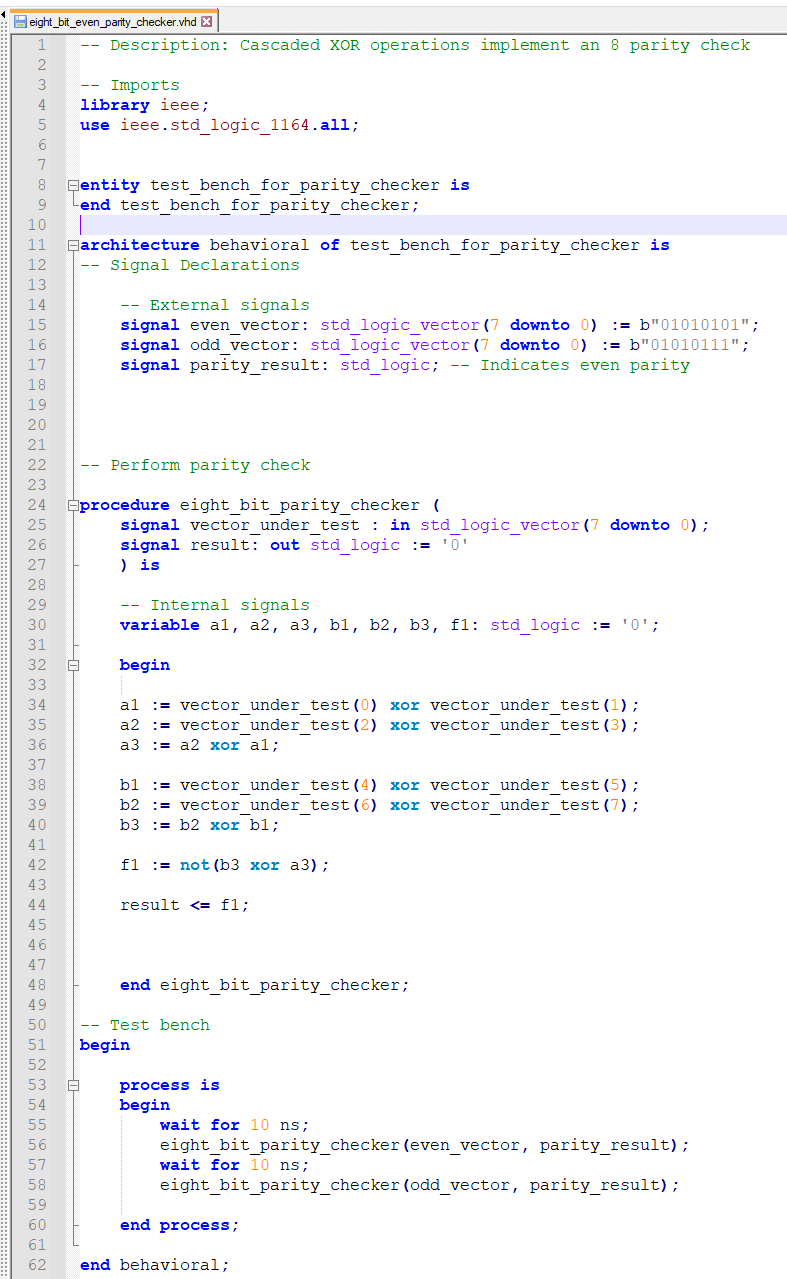 eight_bit_even_parity_checker.vhd
1 -- Description: Cascaded XOR operations implement an 8 parity check
2
3 -- Imports
4 library ieee;
5 use ieee.std_logic_1164.all;
6
7
8 entity test_bench_for_parity_checker is
9 end test_bench_for_parity_checker;
10
11 architecture behavioral of test_bench_for_parity_checker is
12 -- Signal Declarations
13
14 -- External signals
15 signal even_vector: std_logic_vector(7 downto 0) := b"01010101";
16 signal odd_vector: std_logic_vector(7 downto 0) := b"01010111";
17 signal parity_result: std_logic; -- Indicates even parity
18
19
20
21
22 -- Perform parity check
23
24 procedure eight_bit_parity_checker (
25 signal vector_under_test : in std_logic_vector(7 downto 0);
26 signal result: out std_logic := '0'
27 ) is
28
29 -- Internal signals
30 variable a1, a2, a3, b1, b2, b3, f1: std_logic := '0';
31
32 begin
33
34 a1 := vector_under_test(0) xor vector_under_test(1);
35 a2 := vector_under_test(2) xor vector_under_test(3);
36 a3 := a2 xor a1;
37
38 b1 := vector_under_test(4) xor vector_under_test(5);
39 b2 := vector_under_test(6) xor vector_under_test(7);
40 b3 := b2 xor b1;
41
42 f1 := not(b3 xor a3);
43
44 result <= f1;
45
46
47
48 end eight_bit_parity_checker;
49
50 -- Test bench
51 begin
52
53 process is
54 begin
55 wait for 10 ns;
56 eight_bit_parity_checker(even_vector, parity_result);
57 wait for 10 ns;
58 eight_bit_parity_checker(odd_vector, parity_result);
59
60 end process;
61
62 end behavioral;